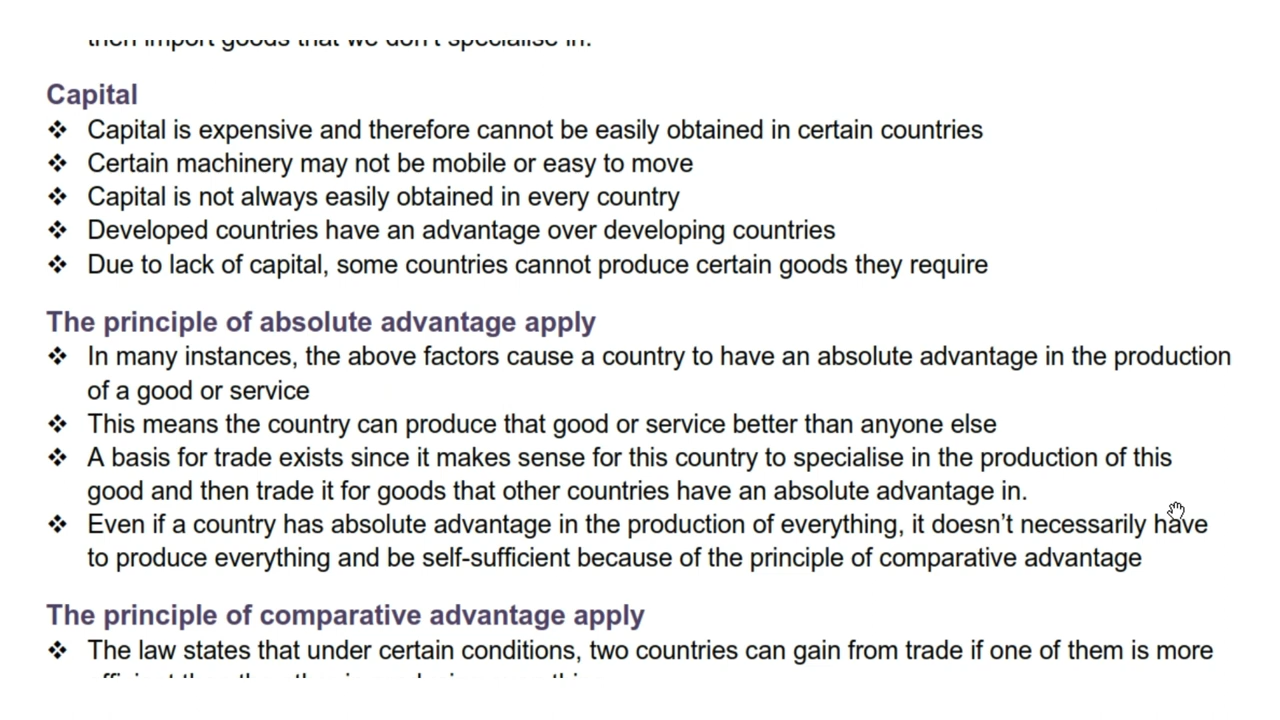 then import goods that we don't specialise in.
Capital
❖ Capital is expensive and therefore cannot be easily obtained in certain countries
❖ Certain machinery may not be mobile or easy to move
❖ Capital is not always easily obtained in every country
❖ Developed countries have an advantage over developing countries
❖ Due to lack of capital, some countries cannot produce certain goods they require
The principle of absolute advantage apply
❖ In many instances, the above factors cause a country to have an absolute advantage in the production
of a good or service
❖ This means the country can produce that good or service better than anyone else
❖ A basis for trade exists since it makes sense for this country to specialise in the production of this
good and then trade it for goods that other countries have an absolute advantage in.
❖ Even if a country has absolute advantage in the production of everything, it doesn’t necessarily have
to produce everything and be self-sufficient because of the principle of comparative advantage
The principle of comparative advantage apply
❖ The law states that under certain conditions, two countries can gain from trade if one of them is more